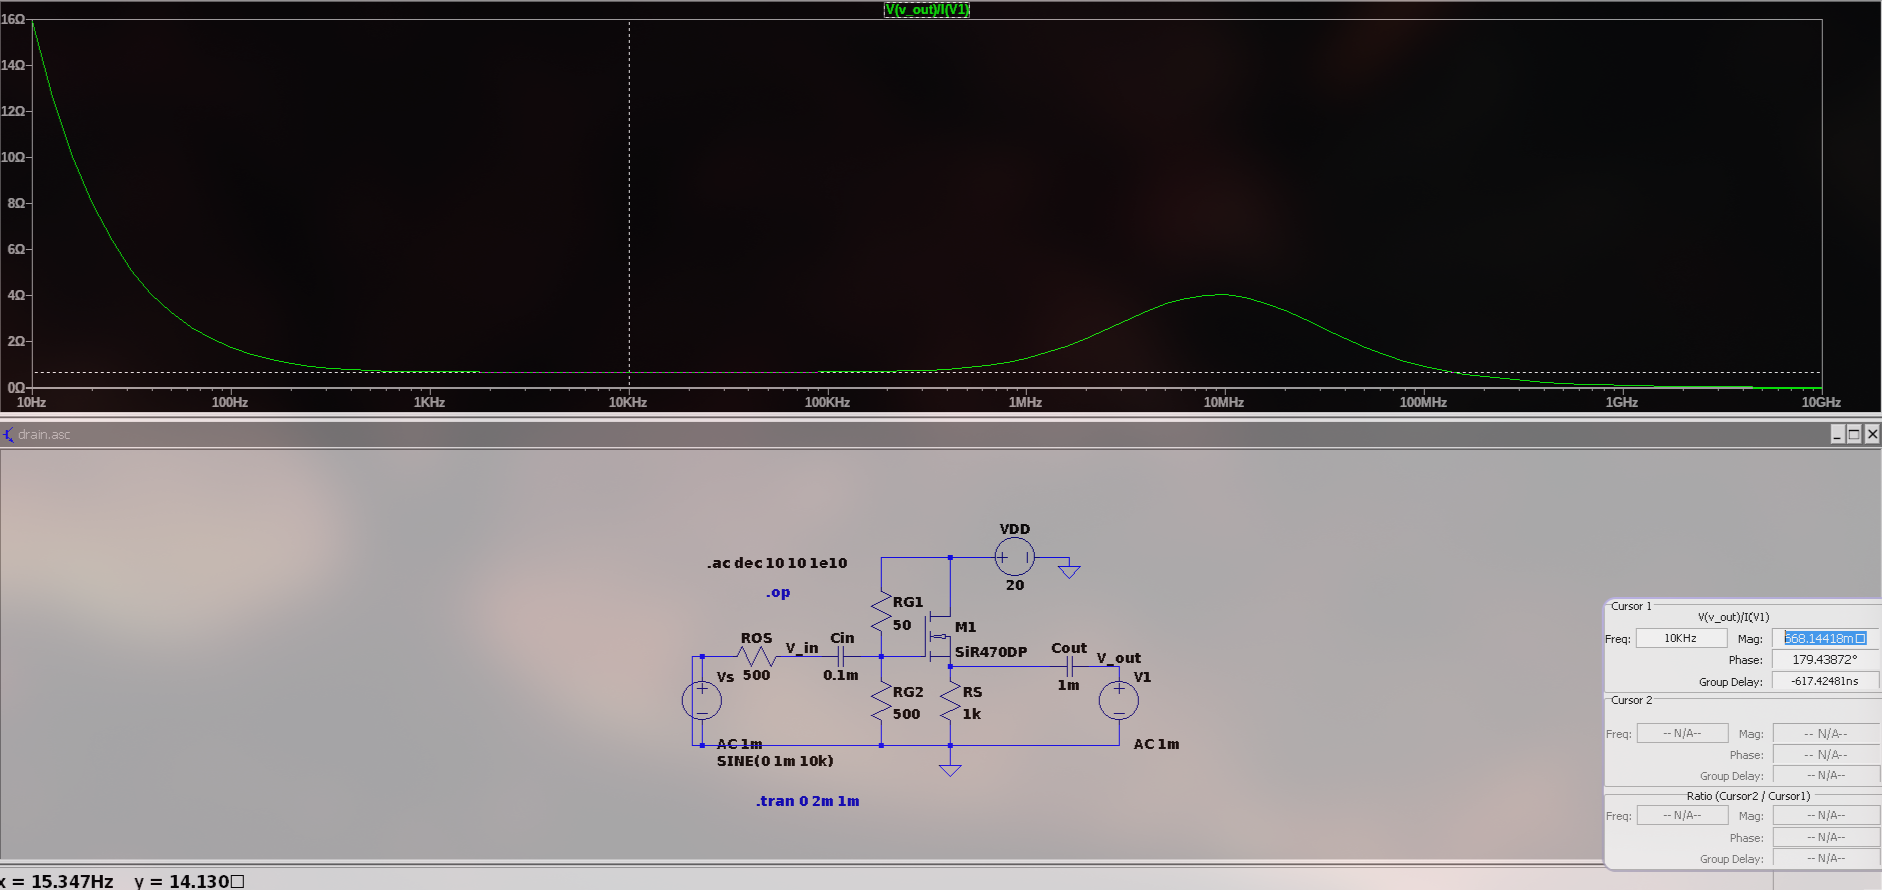 V(v_out)/I(V1)
16Ω
14Ω
12Ω
10Ω
8Ω
6Ω
4Ω
2Ω
0Ω
10Hz 100Hz 1KHz 10KHz 100KHz 1MHz 10MHz 100MHz 1GHz 10GHz
drain.asc
VDD
20
.ac dec 10 10 1e10
.op
RG1
50
M1
SiR470DP
ROS
500
V_in
Cin
0.1m
Cout
1m
V_out
Vs
V1
RG2
500
RS
1k
AC 1m
SINE(0 1m 10k)
AC 1m
.tran 0 2m 1m
Cursor 1
V(v_out)/I(V1)
Freq: 10KHz Mag: 668.14418m□
Phase: 179.43872°
Group Delay: -617.42481ns
Cursor 2
Freq: -- N/A-- Mag: -- N/A--
Phase: -- N/A--
Group Delay: -- N/A--
Ratio (Cursor2 / Cursor1)
Freq: -- N/A-- Mag: -- N/A--
Phase: -- N/A--
Group Delay: -- N/A--
x = 15.347Hz y = 14.130□